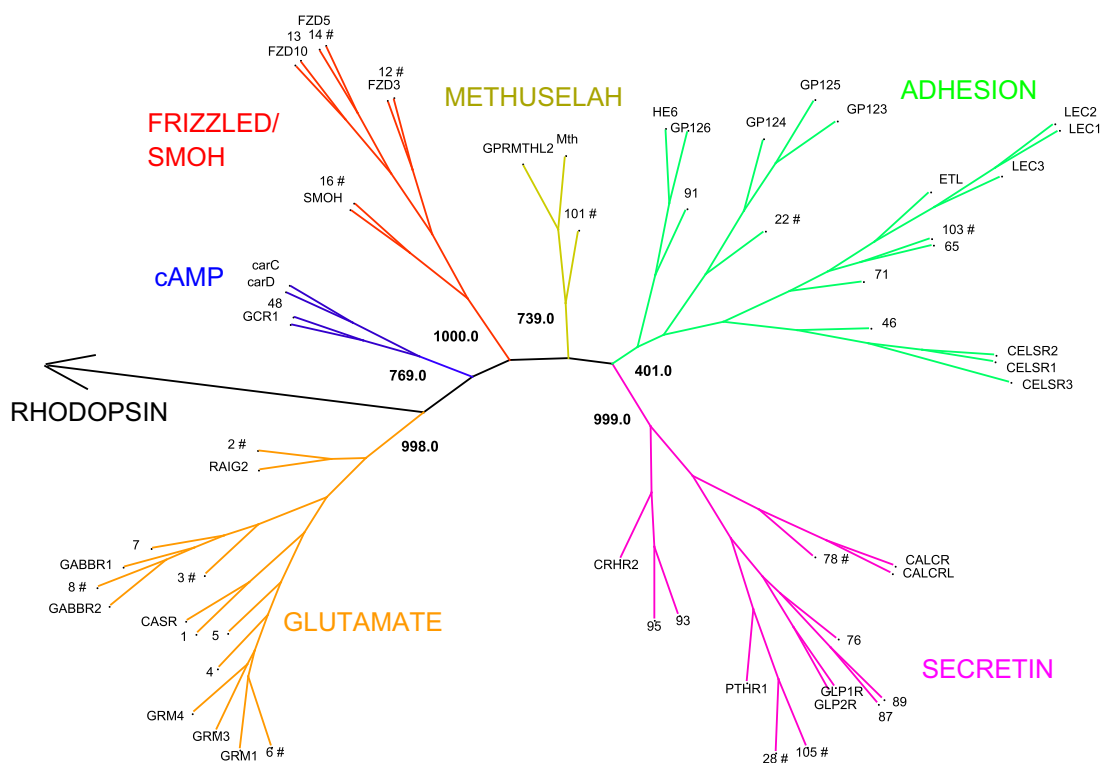 FZD5
13 14 #
FZD10
12 #
FZD3
METHUSELAH
ADHESION
GP125
HE6
GP126
GP124
GP123
LEC2
LEC1
FRIZZLED/
SMOH
GPRMTHL2
Mth
ETL
LEC3
16 #
SMOH
91
101 #
22 #
103 #
65
cAMP
carC
carD
71
48
GCR1
46
739.0
1000.0
CELSR2
CELSR1
CELSR3
769.0
401.0
RHODOPSIN
999.0
998.0
2 #
RAIG2
7
GABBR1
8 #
GABBR2
3 #
CRHR2
78 #
CALCR
CALCRL
CASR
1
5
GLUTAMATE
95
93
76
4
SECRETIN
PTHR1
GLP1R
GLP2R
89
87
GRM4
GRM3
GRM1
6 #
28 #
105 #